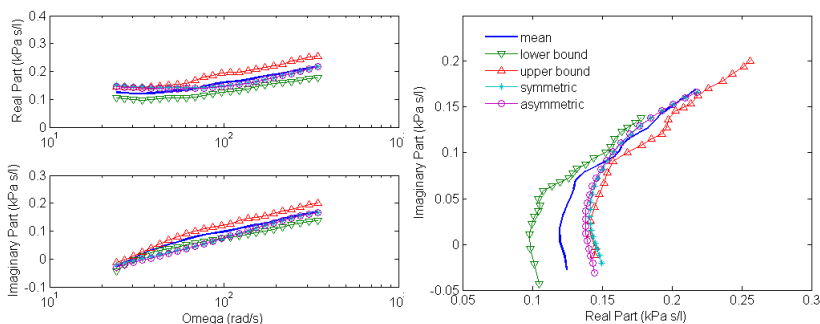 0.4
0.3
0.2
0.1
0
Real Part (kPa s/l)
10^1
10^2
10
0.3
0.2
0.1
0
-0.1
Imaginary Part (kPa s/l)
10^1
10^2
10
Omega (rad/s)
mean
lower bound
upper bound
symmetric
asymmetric
0.2
0.15
0.1
0.05
0
-0.05
Imaginary Part (kPa s/l)
0.05
0.1
0.15
0.2
0.25
0.3
Real Part (kPa s/l)